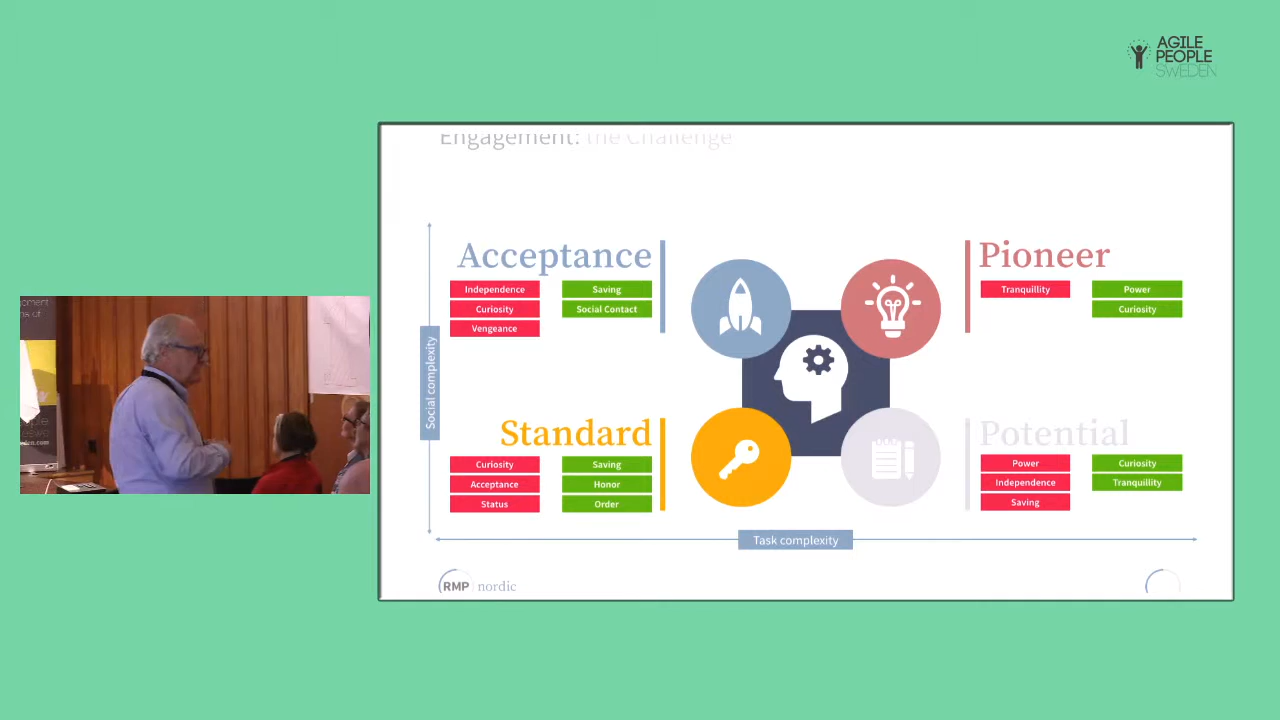 AGILE
PEOPLE
SWEDEN
Engagement: The Challenge
Acceptance
Independence
Saving
Curiosity
Social Contact
Vengeance
Pioneer
Tranquillity
Power
Curiosity
Social complexity
Standard
Curiosity
Saving
Acceptance
Honor
Status
Order
Potential
Power
Curiosity
Independence
Tranquillity
Saving
Task complexity
RMP nordic